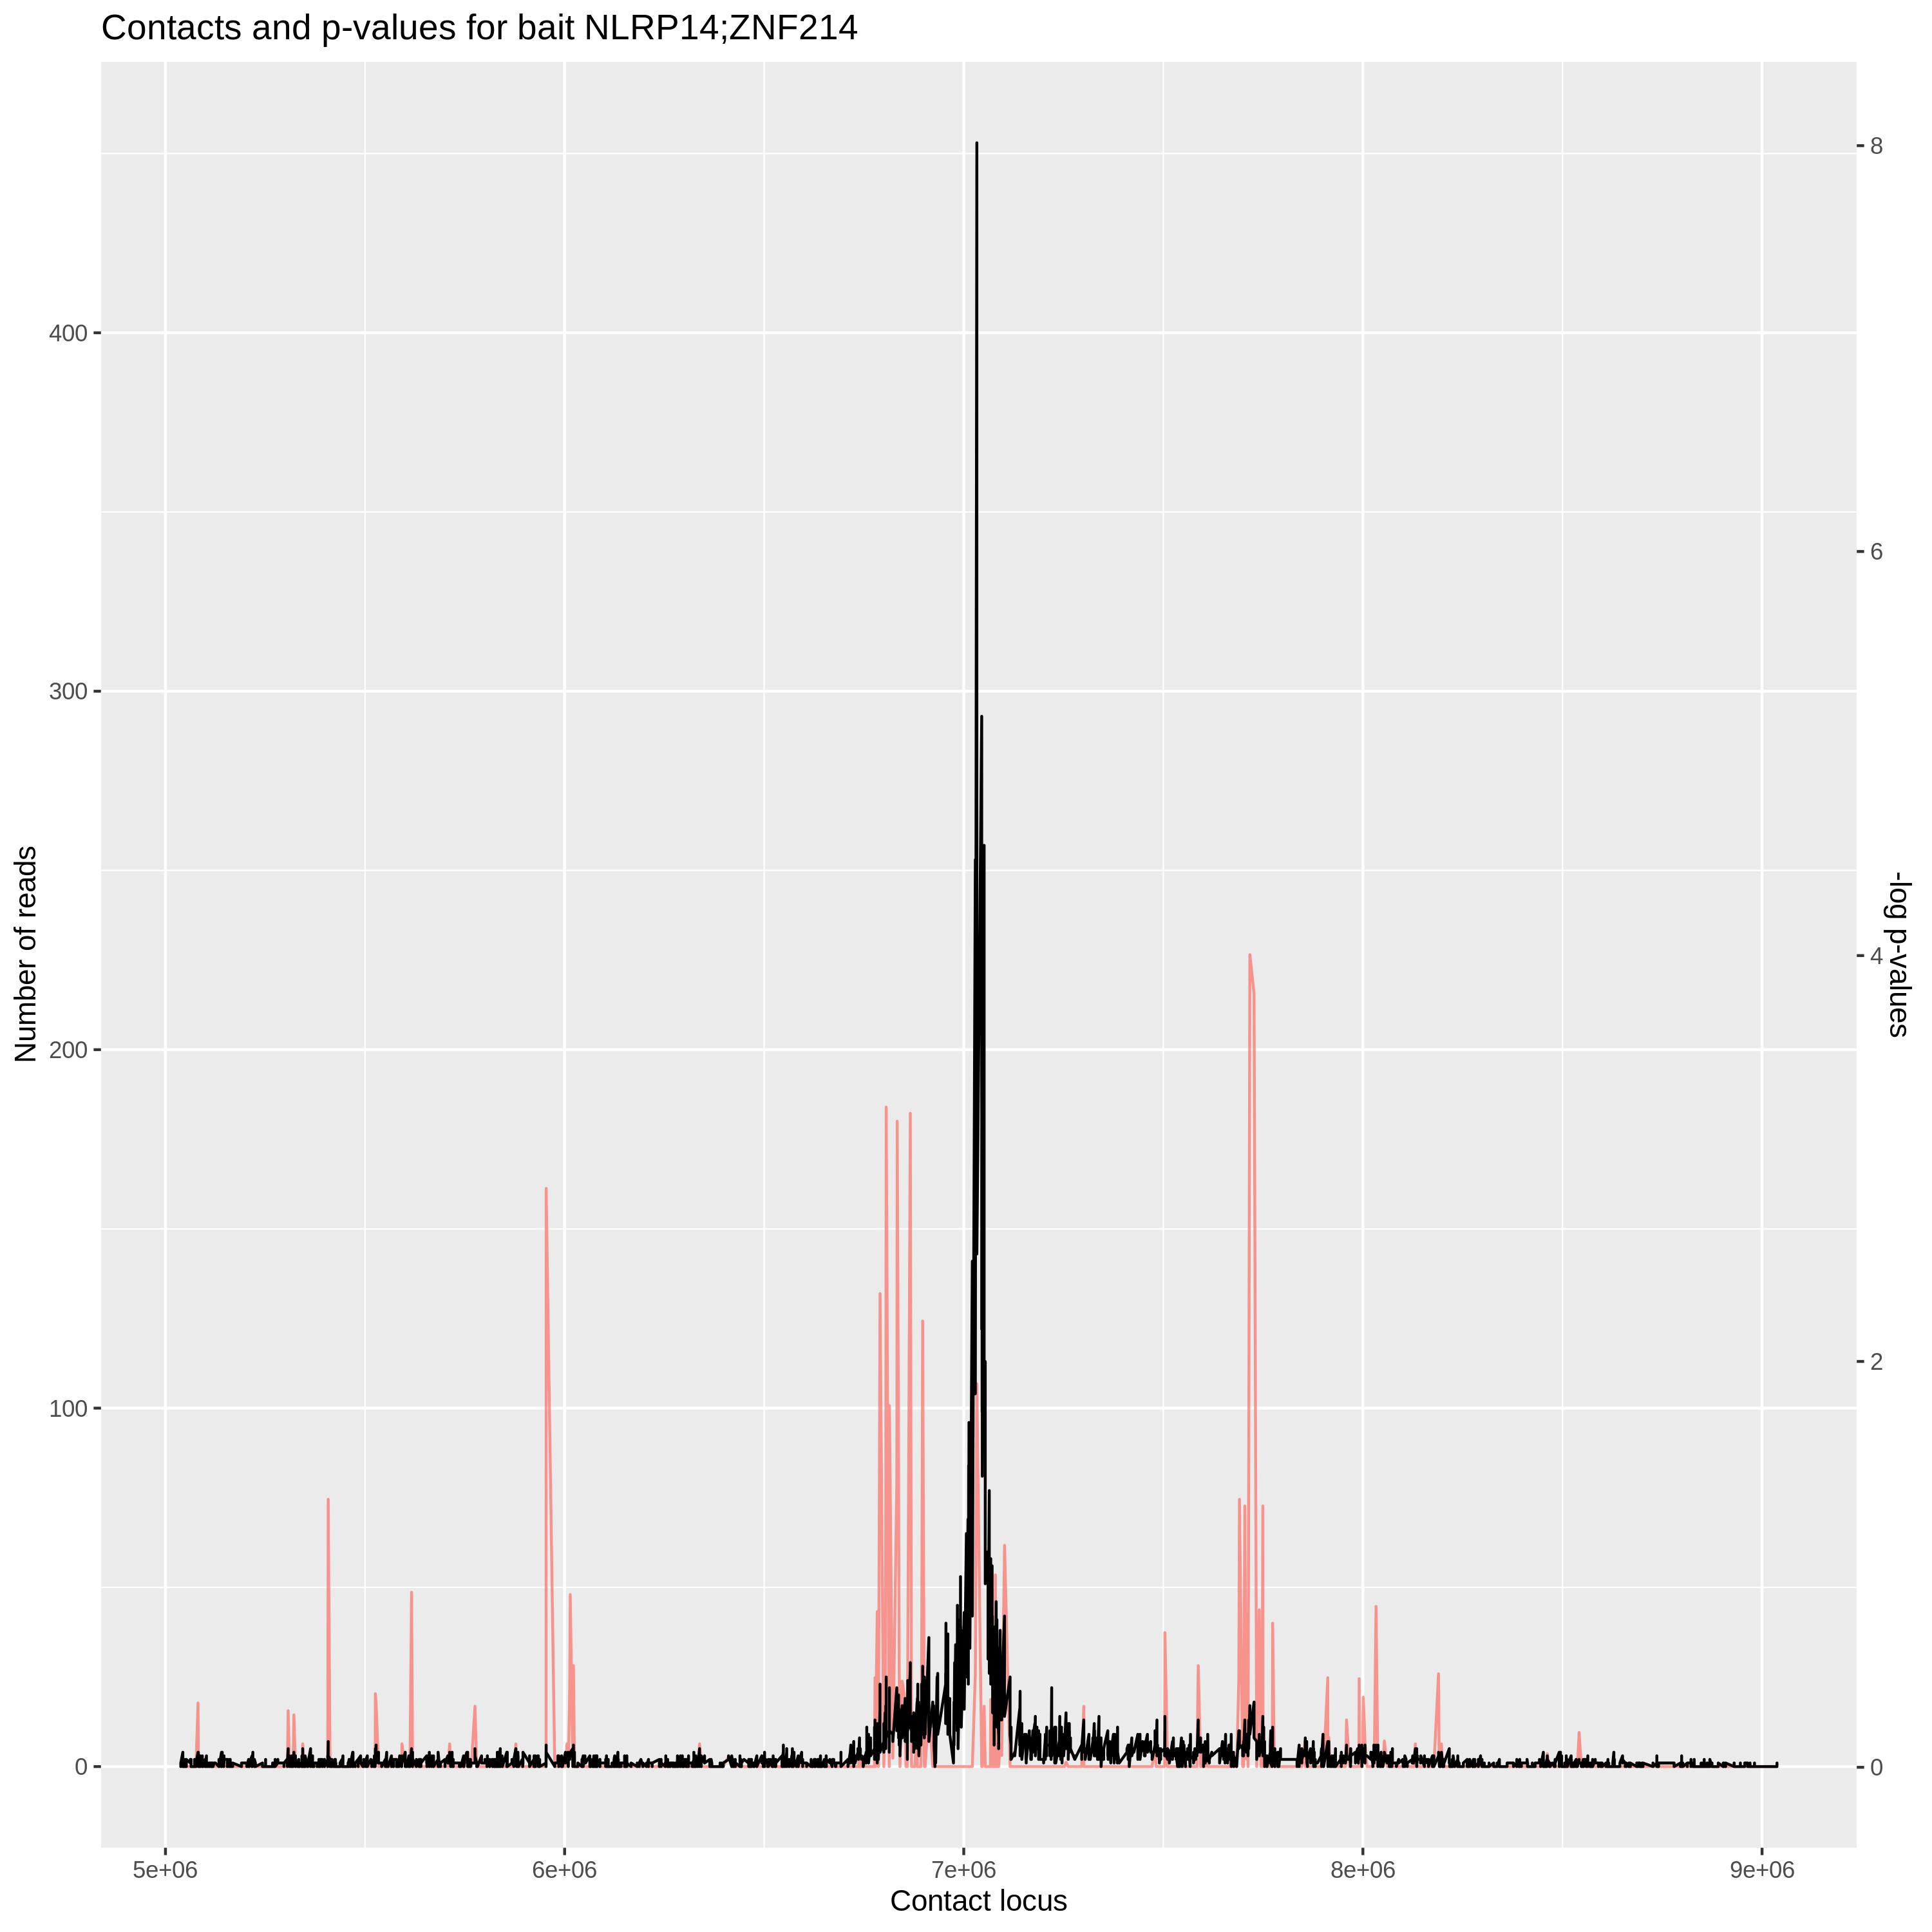 Contacts and p-values for bait NLRP14;ZNF214
Number of reads
400
300
200
100
0
8
6
4
2
0
-log p-values
5e+06 6e+06 7e+06 8e+06 9e+06
Contact locus